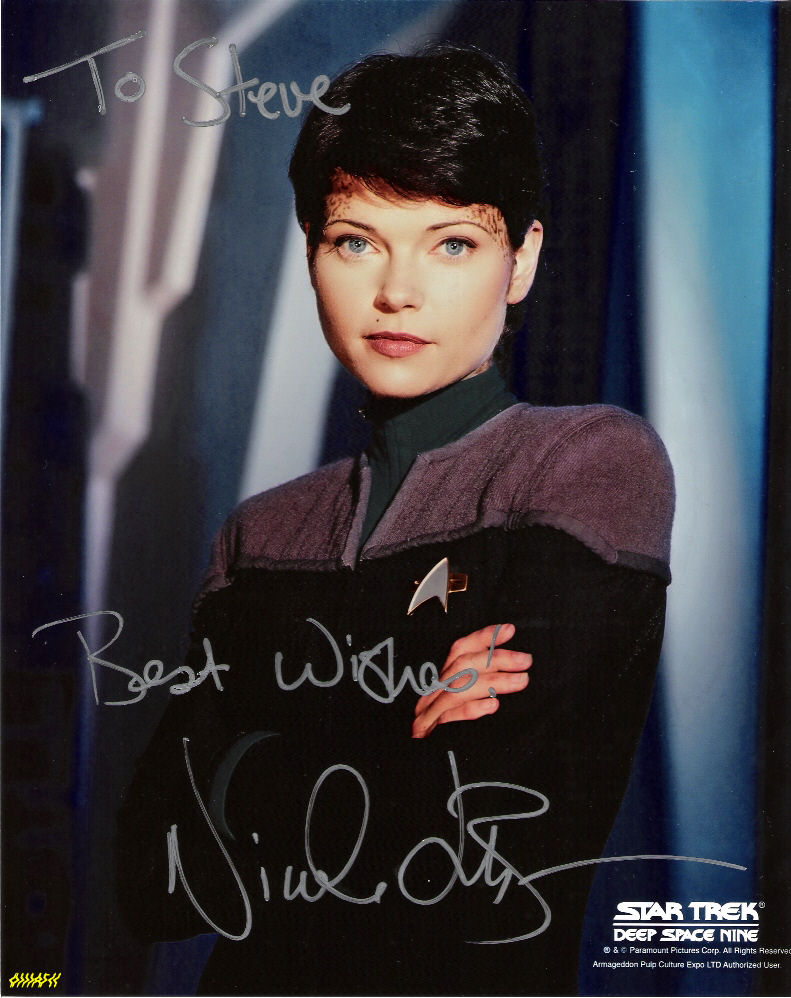 To Steve
Best Wishes!
Nicole
STAR TREK®
DEEP SPACE NINE
® & © Paramount Pictures Corp. All Rights Reserved
Armageddon Pulp Culture Expo LTD Authorized User.